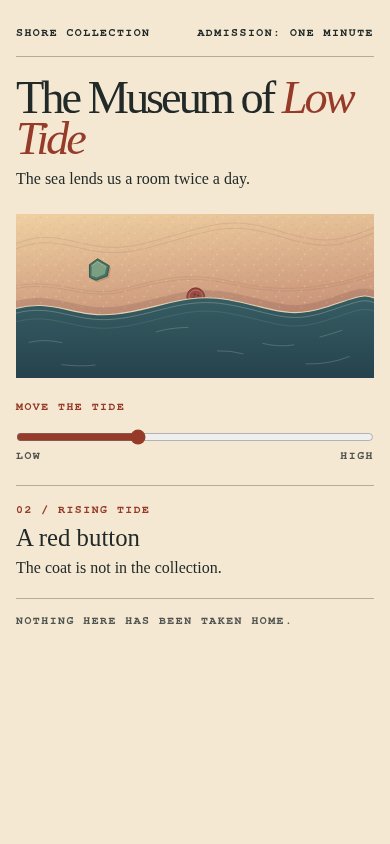 SHORE COLLECTION ADMISSION: ONE MINUTE
The Museum of Low
Tide
The sea lends us a room twice a day.
MOVE THE TIDE
LOW HIGH
02 / RISING TIDE
A red button
The coat is not in the collection.
NOTHING HERE HAS BEEN TAKEN HOME.